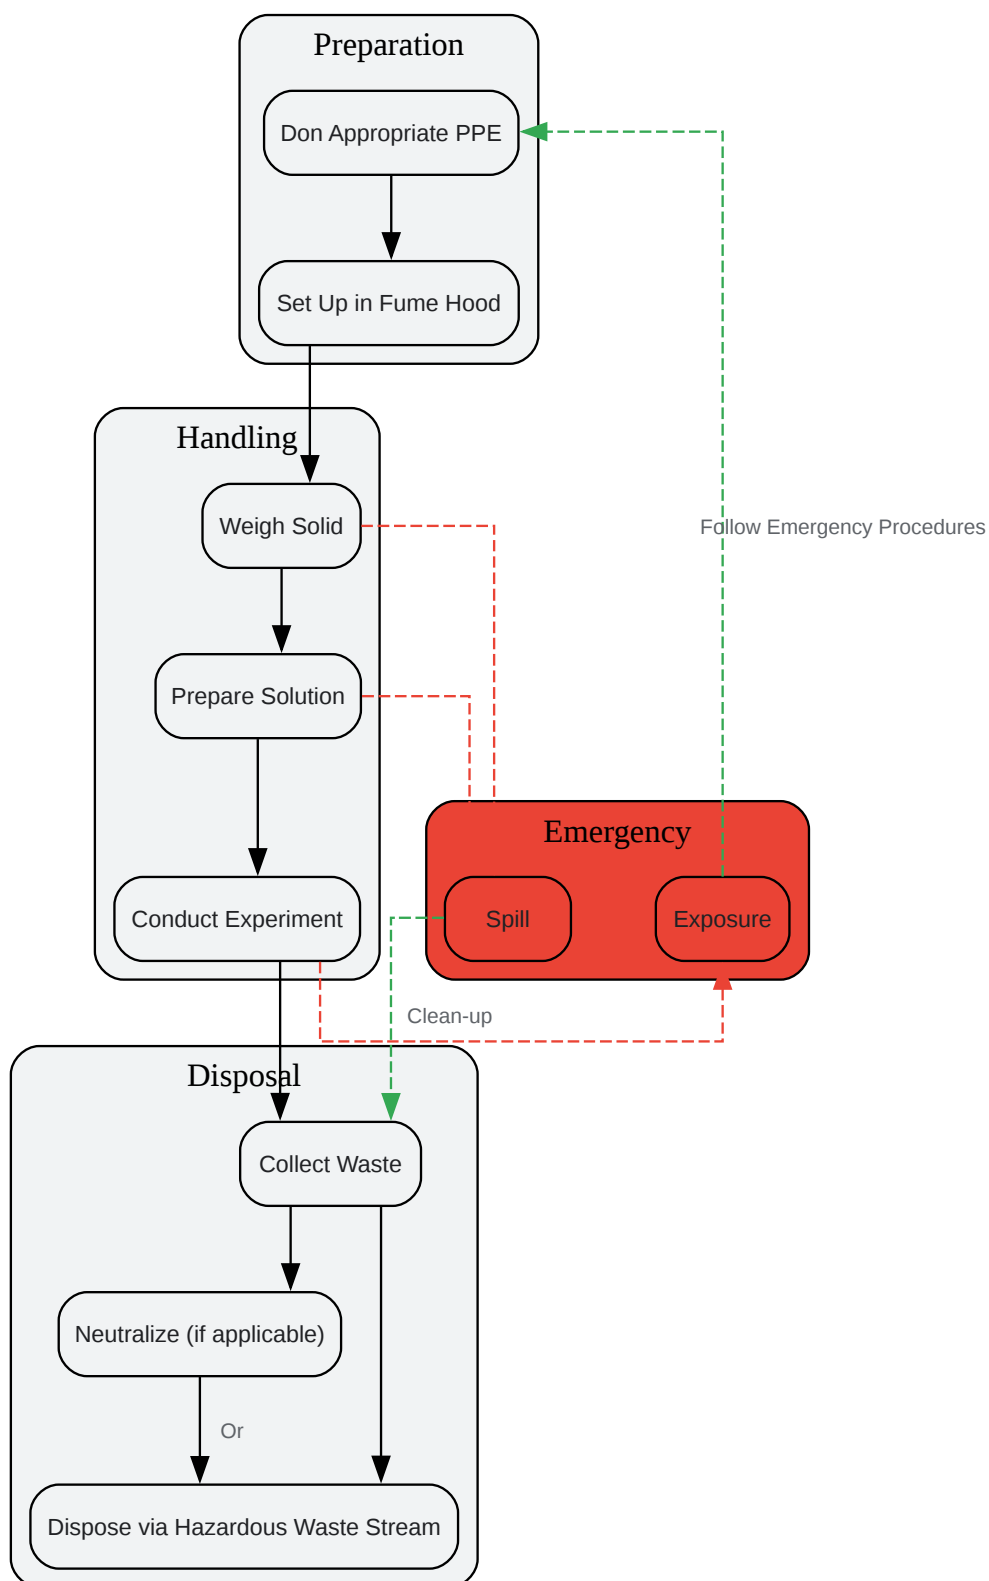 Preparation
Don Appropriate PPE
Set Up in Fume Hood
Handling
Weigh Solid
Follow Emergency Procedures
Prepare Solution
Emergency
Conduct Experiment
Spill
Exposure
Clean-up
Disposal
Collect Waste
Neutralize (if applicable)
Or
Dispose via Hazardous Waste Stream